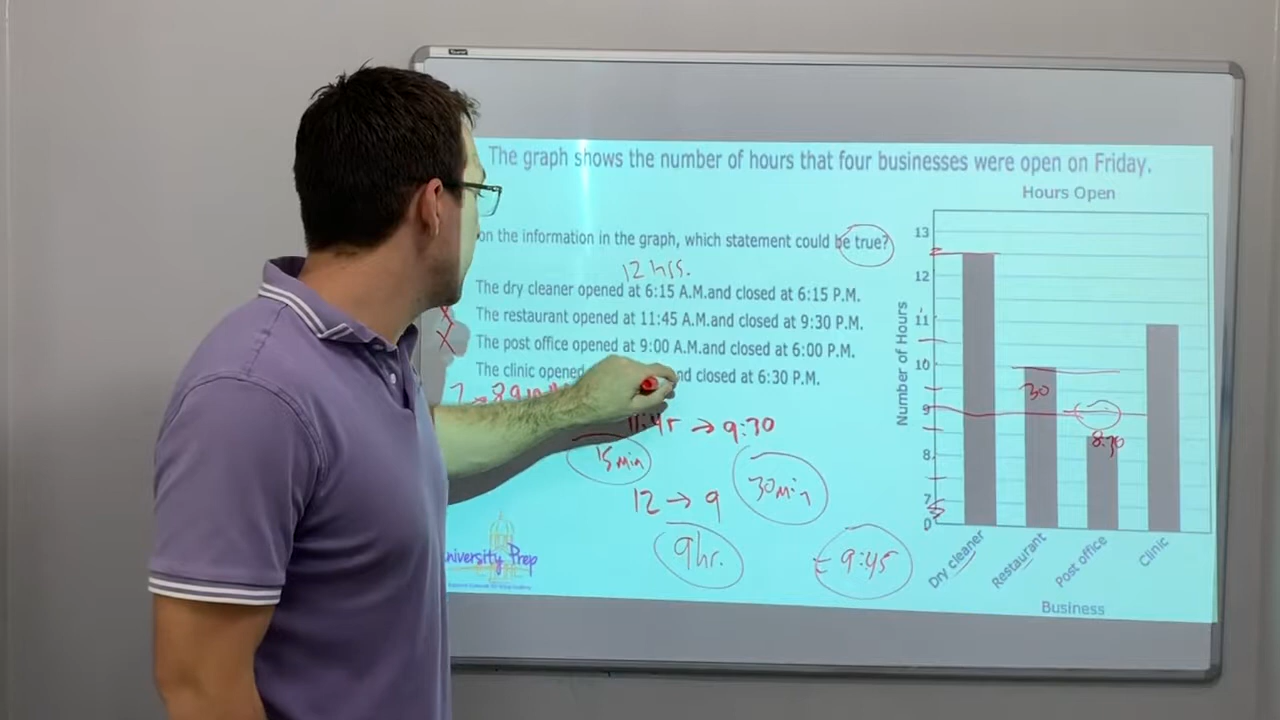 The graph shows the number of hours that four businesses were open on Friday.
on the information in the graph, which statement could be true?
12 hrs.
The dry cleaner opened at 6:15 A.M.and closed at 6:15 P.M.
The restaurant opened at 11:45 A.M.and closed at 9:30 P.M.
The post office opened at 9:00 A.M.and closed at 6:00 P.M.
The clinic opened nd closed at 6:30 P.M.
X
X
11:45 → 9:30
15 min
12 → 9
30 min
9 hr.
= 9:45
University Prep
Hours Open
Number of Hours
13
12
11
10
9
8
7
0
30
8:30
Dry cleaner
Restaurant
Post office
Clinic
Business